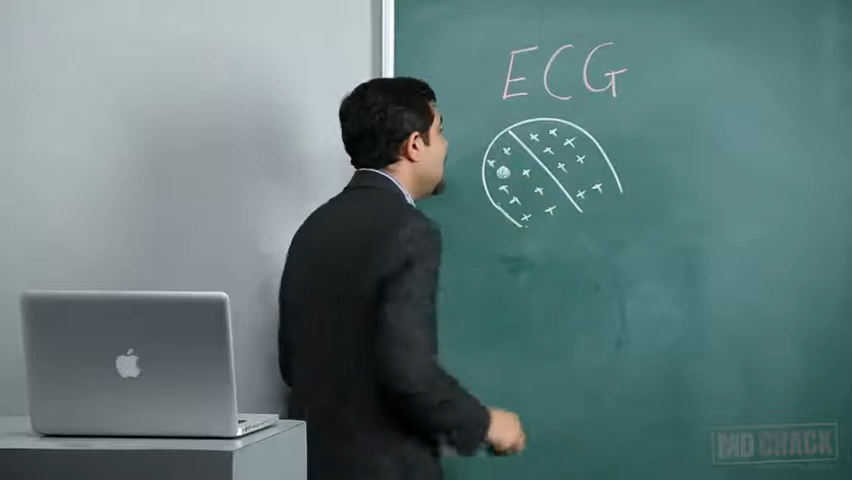 ECG
+ + + + + + + + + + + + + + + + +
MD CRACK